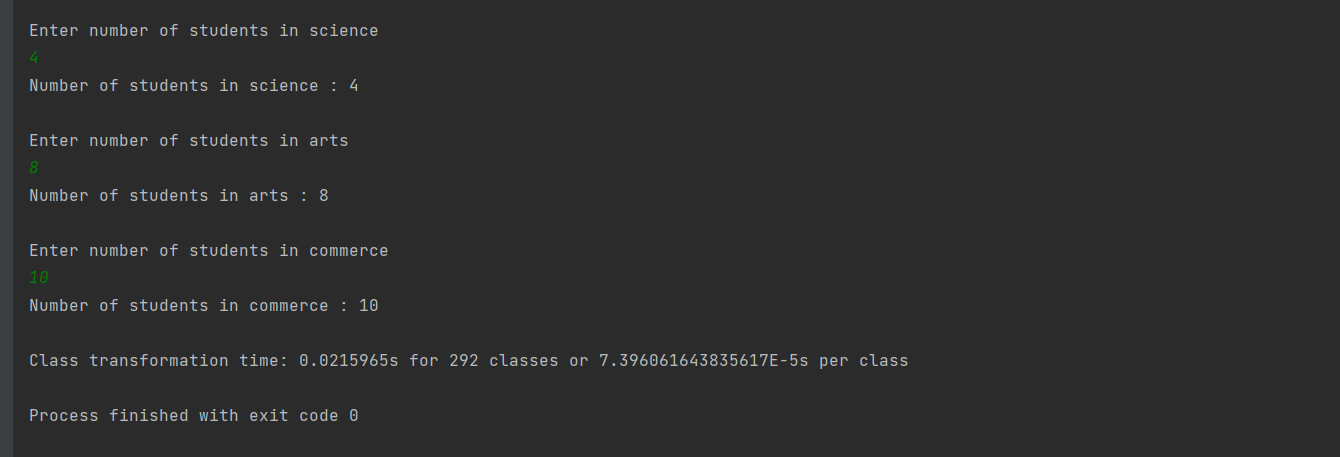 Enter number of students in science
4
Number of students in science : 4
Enter number of students in arts
8
Number of students in arts : 8
Enter number of students in commerce
10
Number of students in commerce : 10
Class transformation time: 0.0215965s for 292 classes or 7.396061643835617E-5s per class
Process finished with exit code 0